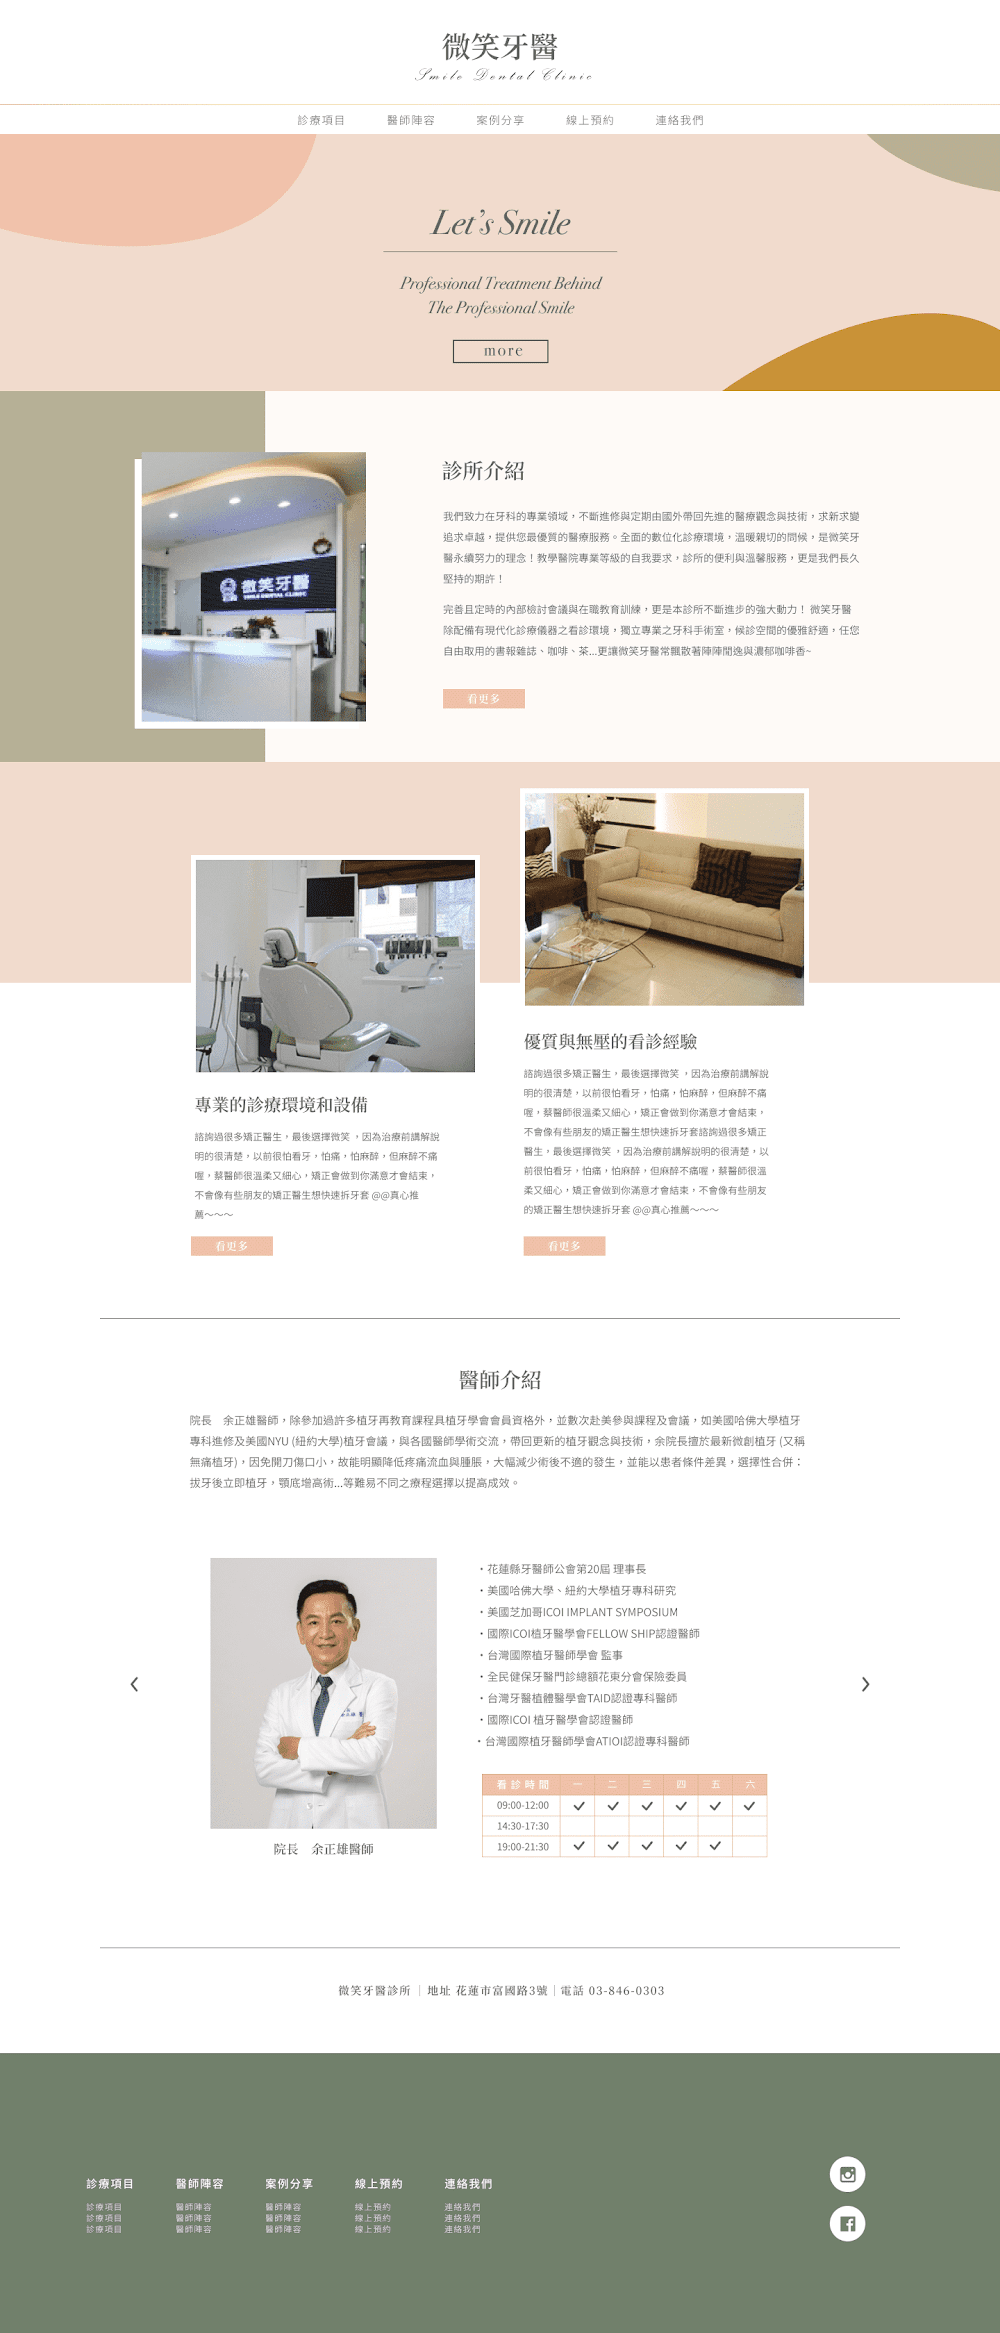 微笑牙醫
Smile Dental Clinic
診療項目 醫師陣容 案例分享 線上預約 連絡我們
Let's Smile
Professional Treatment Behind
The Professional Smile
more
微笑牙醫
SMILE DENTAL CLINIC
診所介紹
我們致力在牙科的專業領域，不斷進修與定期由國外帶回先進的醫療觀念與技術，求新求變
追求卓越，提供您最優質的醫療服務。全面的數位化診療環境，溫暖親切的問候，是微笑牙
醫永續努力的理念！教學醫院專業等級的自我要求，診所的便利與溫馨服務，更是我們長久
堅持的期許！
完善且定時的內部檢討會議與在職教育訓練，更是本診所不斷進步的強大動力！ 微笑牙醫
除配備有現代化診療儀器之看診環境，獨立專業之牙科手術室，候診空間的優雅舒適，任您
自由取用的書報雜誌、咖啡、茶...更讓微笑牙醫常飄散著陣陣閒逸與濃郁咖啡香~
看更多
專業的診療環境和設備
諮詢過很多矯正醫生，最後選擇微笑 ，因為治療前講解說
明的很清楚，以前很怕看牙，怕痛，怕麻醉，但麻醉不痛
喔，蔡醫師很溫柔又細心，矯正會做到你滿意才會結束，
不會像有些朋友的矯正醫生想快速拆牙套 @@真心推
薦～～～
看更多
優質與無壓的看診經驗
諮詢過很多矯正醫生，最後選擇微笑 ，因為治療前講解說
明的很清楚，以前很怕看牙，怕痛，怕麻醉，但麻醉不痛
喔，蔡醫師很溫柔又細心，矯正會做到你滿意才會結束，
不會像有些朋友的矯正醫生想快速拆牙套諮詢過很多矯正
醫生，最後選擇微笑 ，因為治療前講解說明的很清楚，以
前很怕看牙，怕痛，怕麻醉，但麻醉不痛喔，蔡醫師很溫
柔又細心，矯正會做到你滿意才會結束，不會像有些朋友
的矯正醫生想快速拆牙套 @@真心推薦～～～
看更多
醫師介紹
院長　余正雄醫師，除參加過許多植牙再教育課程具植牙學會會員資格外，並數次赴美參與課程及會議，如美國哈佛大學植牙
專科進修及美國NYU (紐約大學)植牙會議，與各國醫師學術交流，帶回更新的植牙觀念與技術，余院長擅於最新微創植牙 (又稱
無痛植牙)，因免開刀傷口小，故能明顯降低疼痛流血與腫脹，大幅減少術後不適的發生，並能以患者條件差異，選擇性合併：
拔牙後立即植牙，顎底增高術...等難易不同之療程選擇以提高成效。
・花蓮縣牙醫師公會第20屆 理事長
・美國哈佛大學、紐約大學植牙專科研究
・美國芝加哥ICOI IMPLANT SYMPOSIUM
・國際ICOI植牙醫學會FELLOW SHIP認證醫師
・台灣國際植牙醫師學會 監事
・全民健保牙醫門診總額花東分會保險委員
・台灣牙醫植體醫學會TAID認證專科醫師
・國際ICOI 植牙醫學會認證醫師
・台灣國際植牙醫師學會ATIOI認證專科醫師
看診時間 一 二 三 四 五 六
09:00-12:00 ✓ ✓ ✓ ✓ ✓ ✓
14:30-17:30
19:00-21:30 ✓ ✓ ✓ ✓ ✓
院長　余正雄醫師
微笑牙醫診所｜地址 花蓮市富國路3號｜電話 03-846-0303
診療項目 醫師陣容 案例分享 線上預約 連絡我們
診療項目 醫師陣容 醫師陣容 線上預約 連絡我們
診療項目 醫師陣容 醫師陣容 線上預約 連絡我們
診療項目 醫師陣容 醫師陣容 線上預約 連絡我們